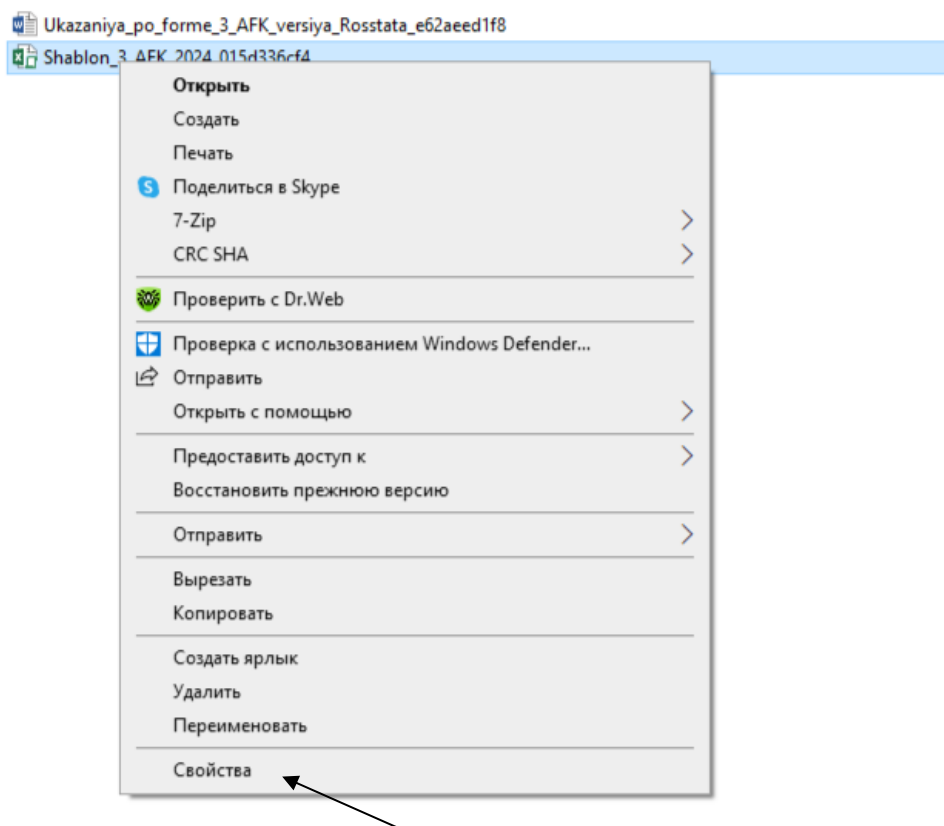 Ukazaniya_po_forme_3_AFK_versiya_Rosstata_e62aeed1f8
Shablon_3_AFK_2024_015d336cf4
Открыть
Создать
Печать
Поделиться в Skype
7-Zip
CRC SHA
Проверить с Dr.Web
Проверка с использованием Windows Defender...
Отправить
Открыть с помощью
Предоставить доступ к
Восстановить прежнюю версию
Отправить
Вырезать
Копировать
Создать ярлык
Удалить
Переименовать
Свойства